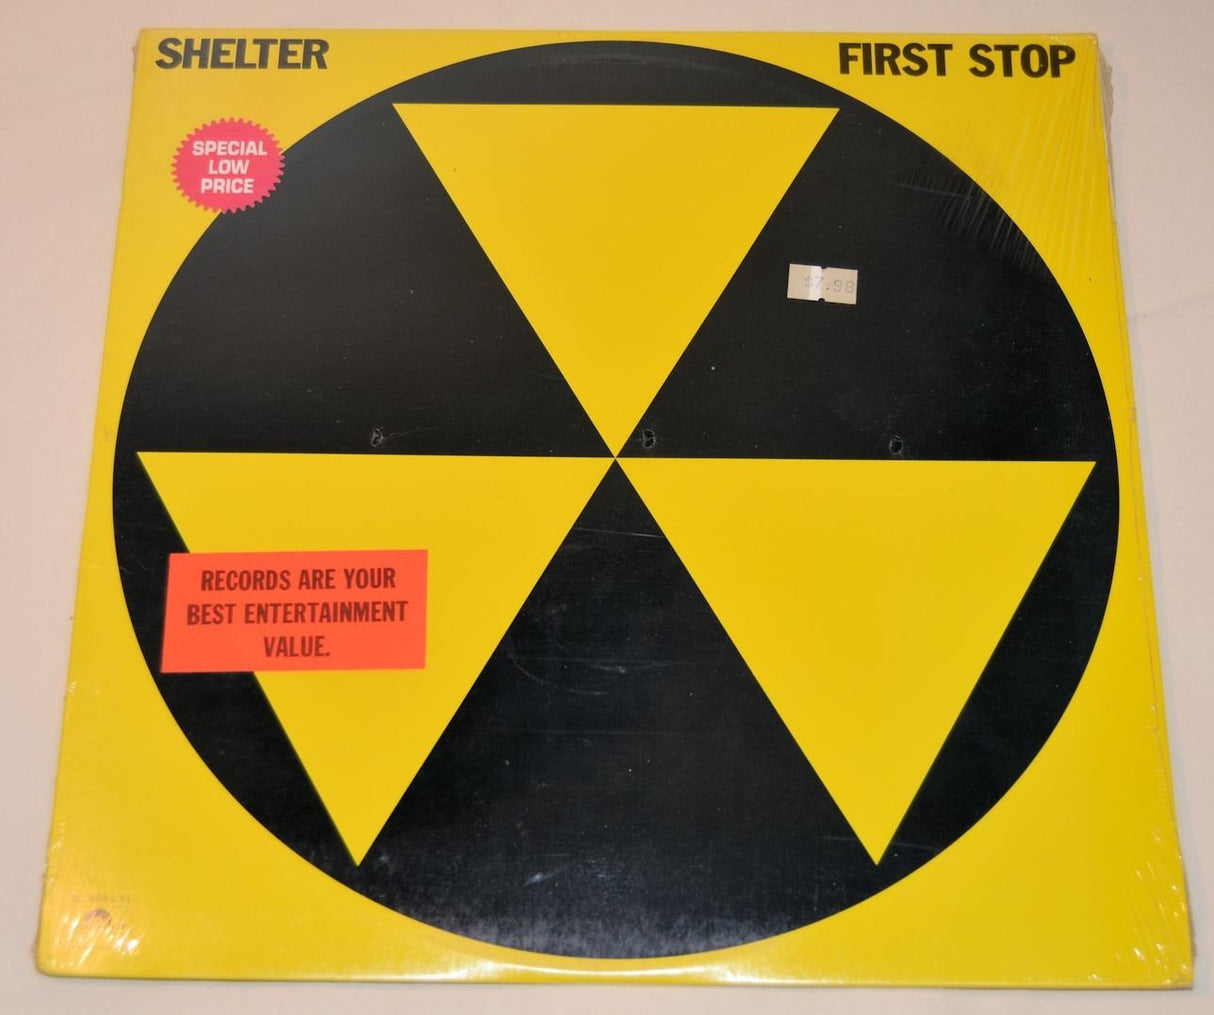 SHELTER
FIRST STOP
SPECIAL
LOW
PRICE
$7.98
RECORDS ARE YOUR
BEST ENTERTAINMENT
VALUE.